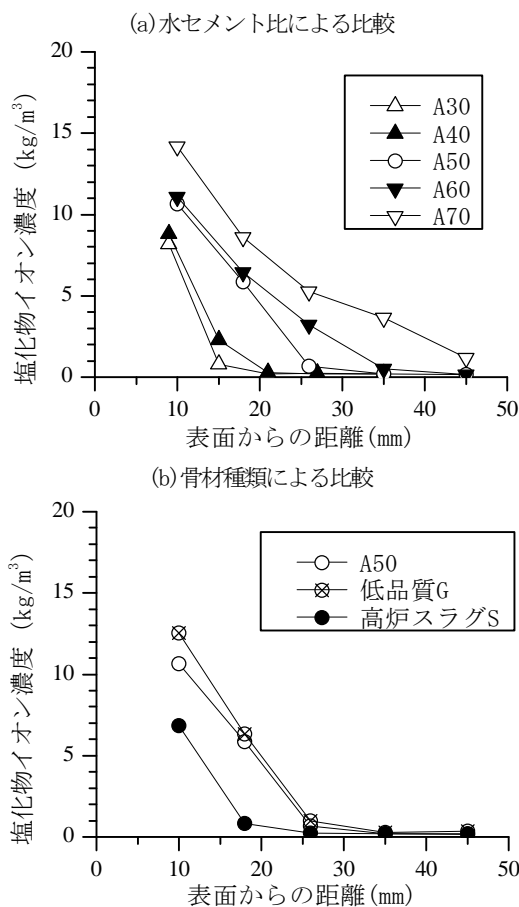 (a)水セメント比による比較
塩化物イオン濃度 (kg/m³)
20
15
10
5
0
A30
A40
A50
A60
A70
0 10 20 30 40 50
表面からの距離(mm)
(b)骨材種類による比較
塩化物イオン濃度 (kg/m³)
20
15
10
5
0
A50
低品質G
高炉スラグS
0 10 20 30 40 50
表面からの距離(mm)